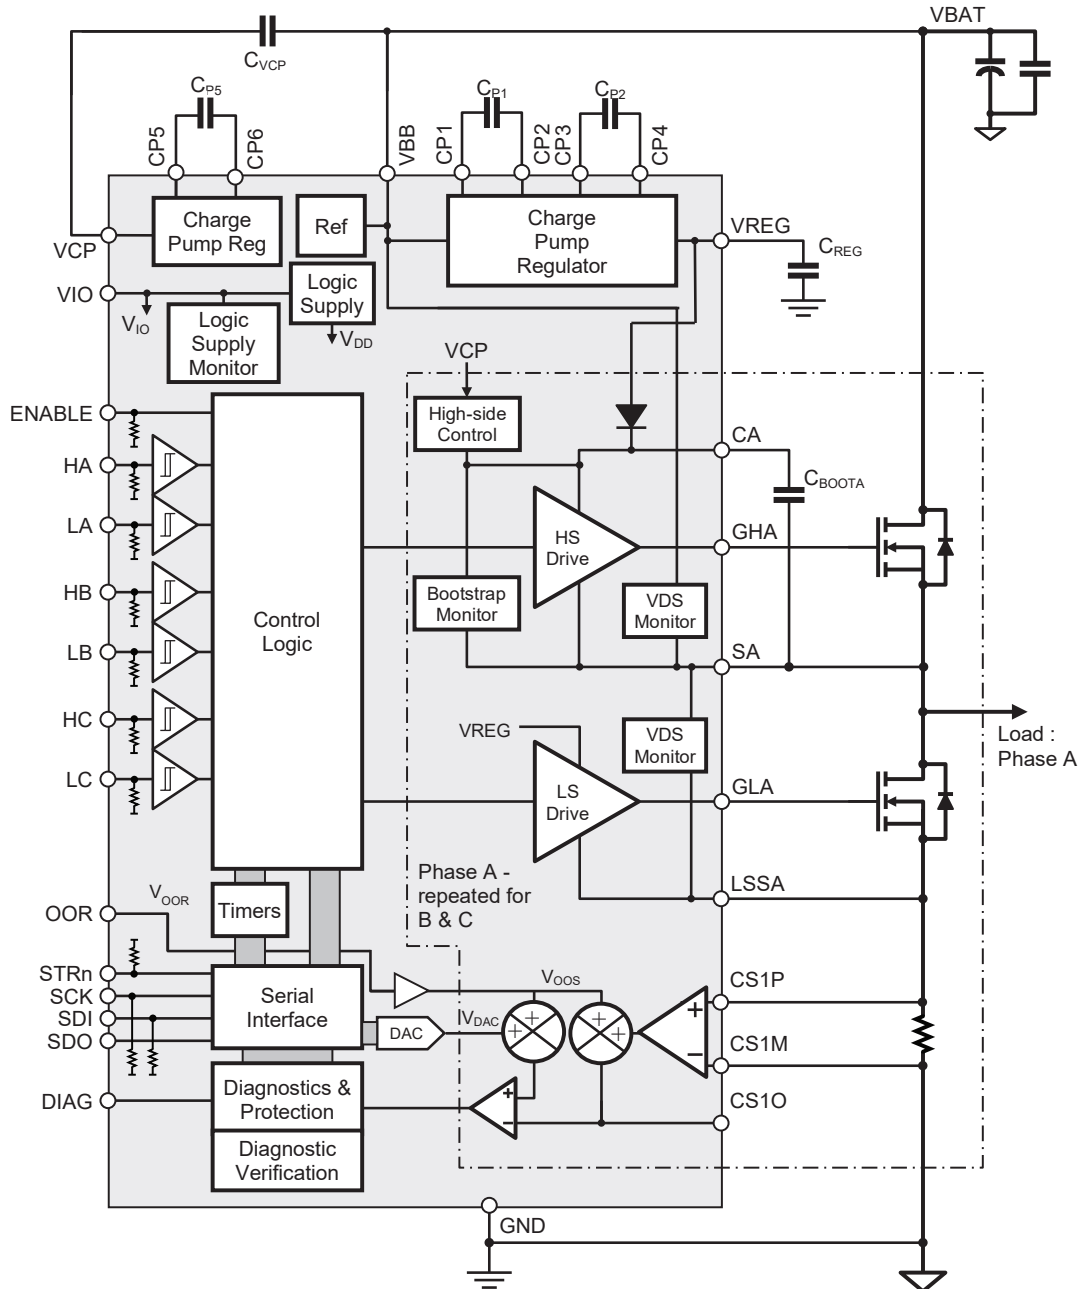 VBAT
CVCP
CP5
CP1
CP2
CP5
CP6
VBB
CP1
CP2
CP3
CP4
Charge
Pump Reg
Ref
Charge
Pump
Regulator
VREG
CREG
VCP
VIO
VIO
Logic
Supply
VDD
Logic
Supply
Monitor
VCP
ENABLE
High-side
Control
CA
CBOOTA
HA
LA
HS
Drive
GHA
HB
Bootstrap
Monitor
VDS
Monitor
Control
Logic
LB
SA
HC
VREG
VDS
Monitor
Load :
Phase A
LC
LS
Drive
GLA
Phase A -
repeated for
B & C
LSSA
VOOR
Timers
OOR
STRn
SCK
SDI
SDO
Serial
Interface
VOOS
CS1P
VDAC
DAC
+
+
+
+
+
−
CS1M
DIAG
Diagnostics &
Protection
+
−
CS1O
Diagnostic
Verification
GND